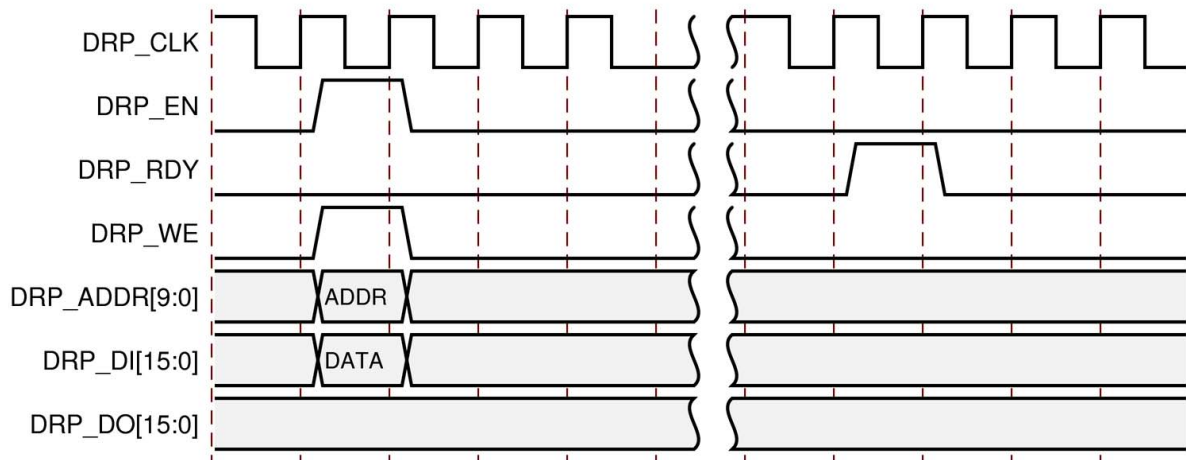 DRP_CLK
DRP_EN
DRP_RDY
DRP_WE
DRP_ADDR[9:0] ADDR
DRP_DI[15:0] DATA
DRP_DO[15:0]